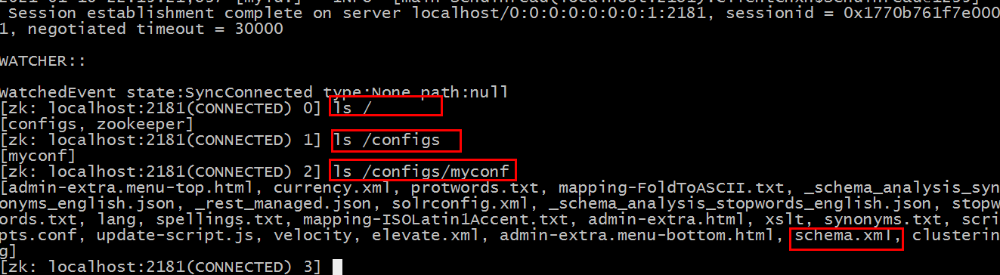 Session establishment complete on server localhost/0:0:0:0:0:0:0:1:2181, sessionid = 0x1770b761f7e000
1, negotiated timeout = 30000
WATCHER::
WatchedEvent state:SyncConnected type:None path:null
[zk: localhost:2181(CONNECTED) 0] ls /
[configs, zookeeper]
[zk: localhost:2181(CONNECTED) 1] ls /configs
[myconf]
[zk: localhost:2181(CONNECTED) 2] ls /configs/myconf
[admin-extra.menu-top.html, currency.xml, protwords.txt, mapping-FoldToASCII.txt, _schema_analysis_syn
onyms_english.json, _rest_managed.json, solrconfig.xml, _schema_analysis_stopwords_english.json, stopw
ords.txt, lang, spellings.txt, mapping-ISOLatin1Accent.txt, admin-extra.html, xslt, synonyms.txt, scri
pts.conf, update-script.js, velocity, elevate.xml, admin-extra.menu-bottom.html, schema.xml, clusterin
g]
[zk: localhost:2181(CONNECTED) 3]